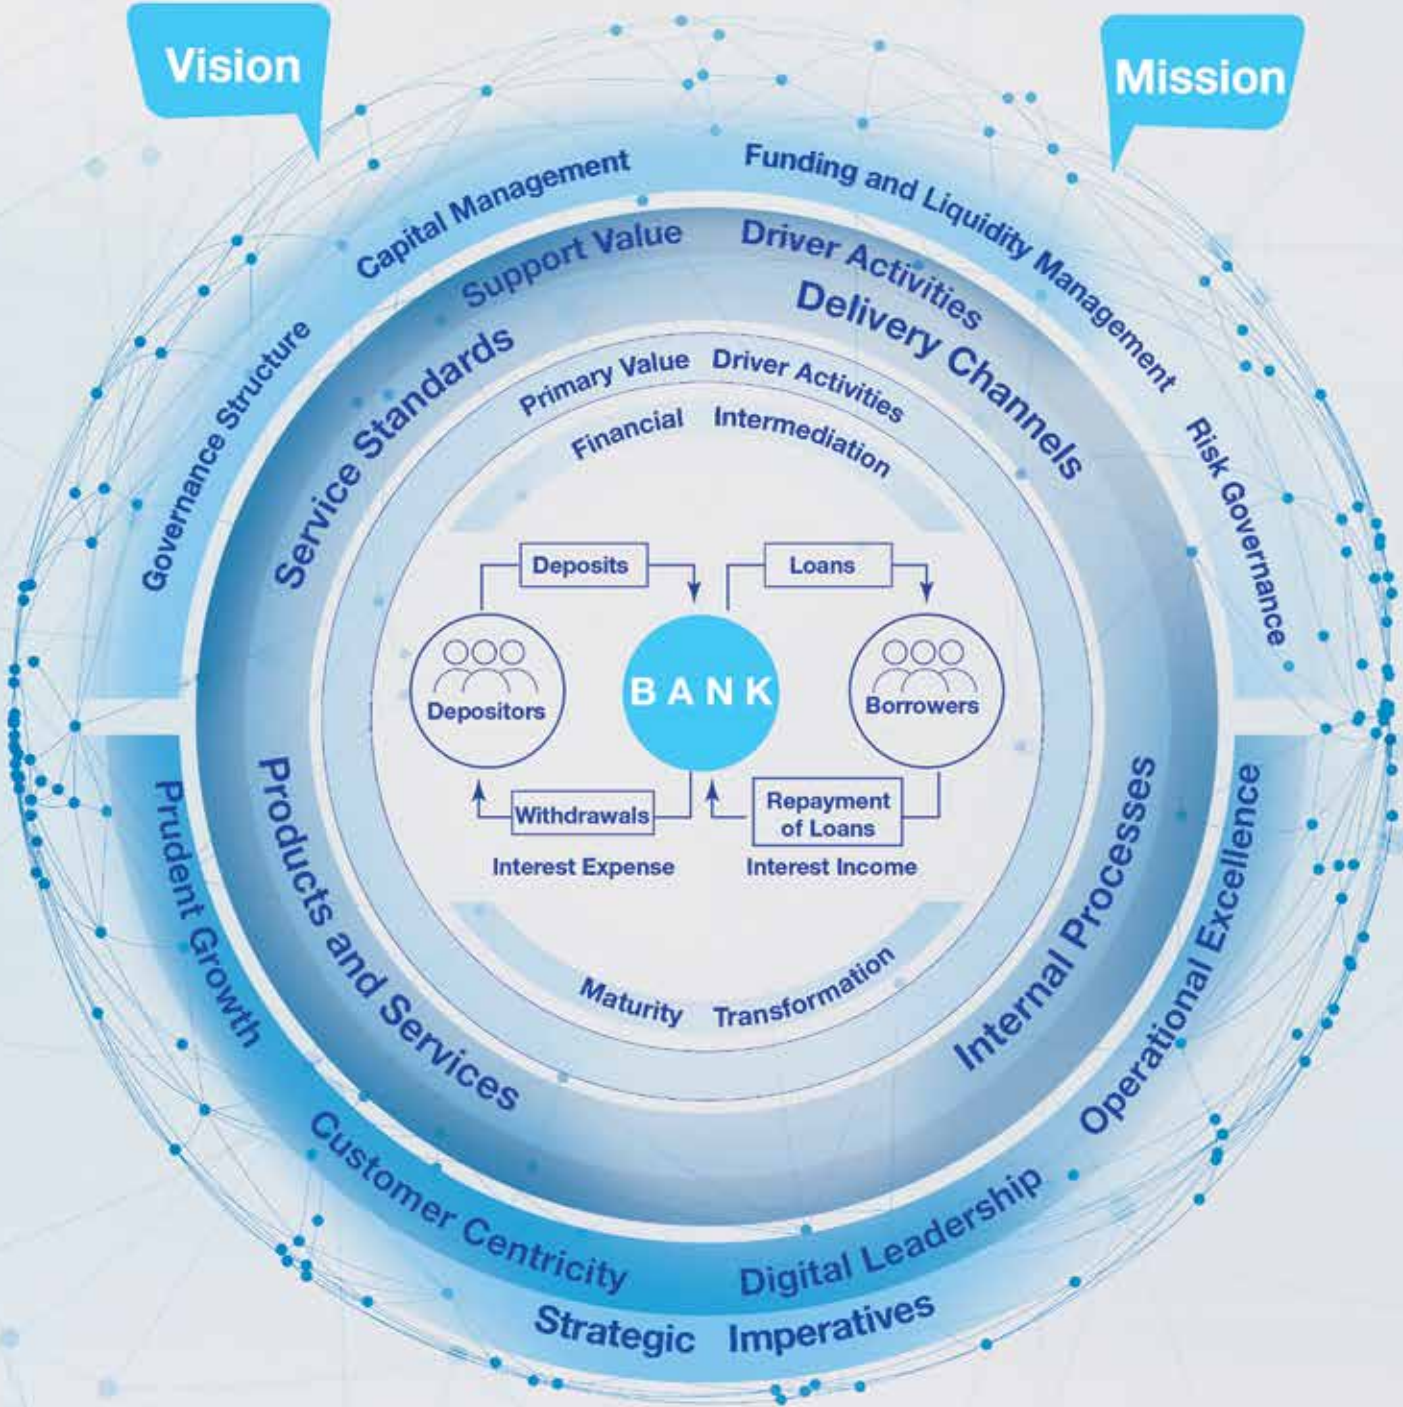 Vision
Mission
Capital Management
Funding and Liquidity Management
Governance Structure
Risk Governance
Support Value Driver Activities
Service Standards
Delivery Channels
Primary Value Driver Activities
Financial Intermediation
Deposits
Loans
Depositors
BANK
Borrowers
Withdrawals
Repayment
of Loans
Interest Expense
Interest Income
Maturity Transformation
Products and Services
Internal Processes
Prudent Growth
Operational Excellence
Customer Centricity
Digital Leadership
Strategic Imperatives